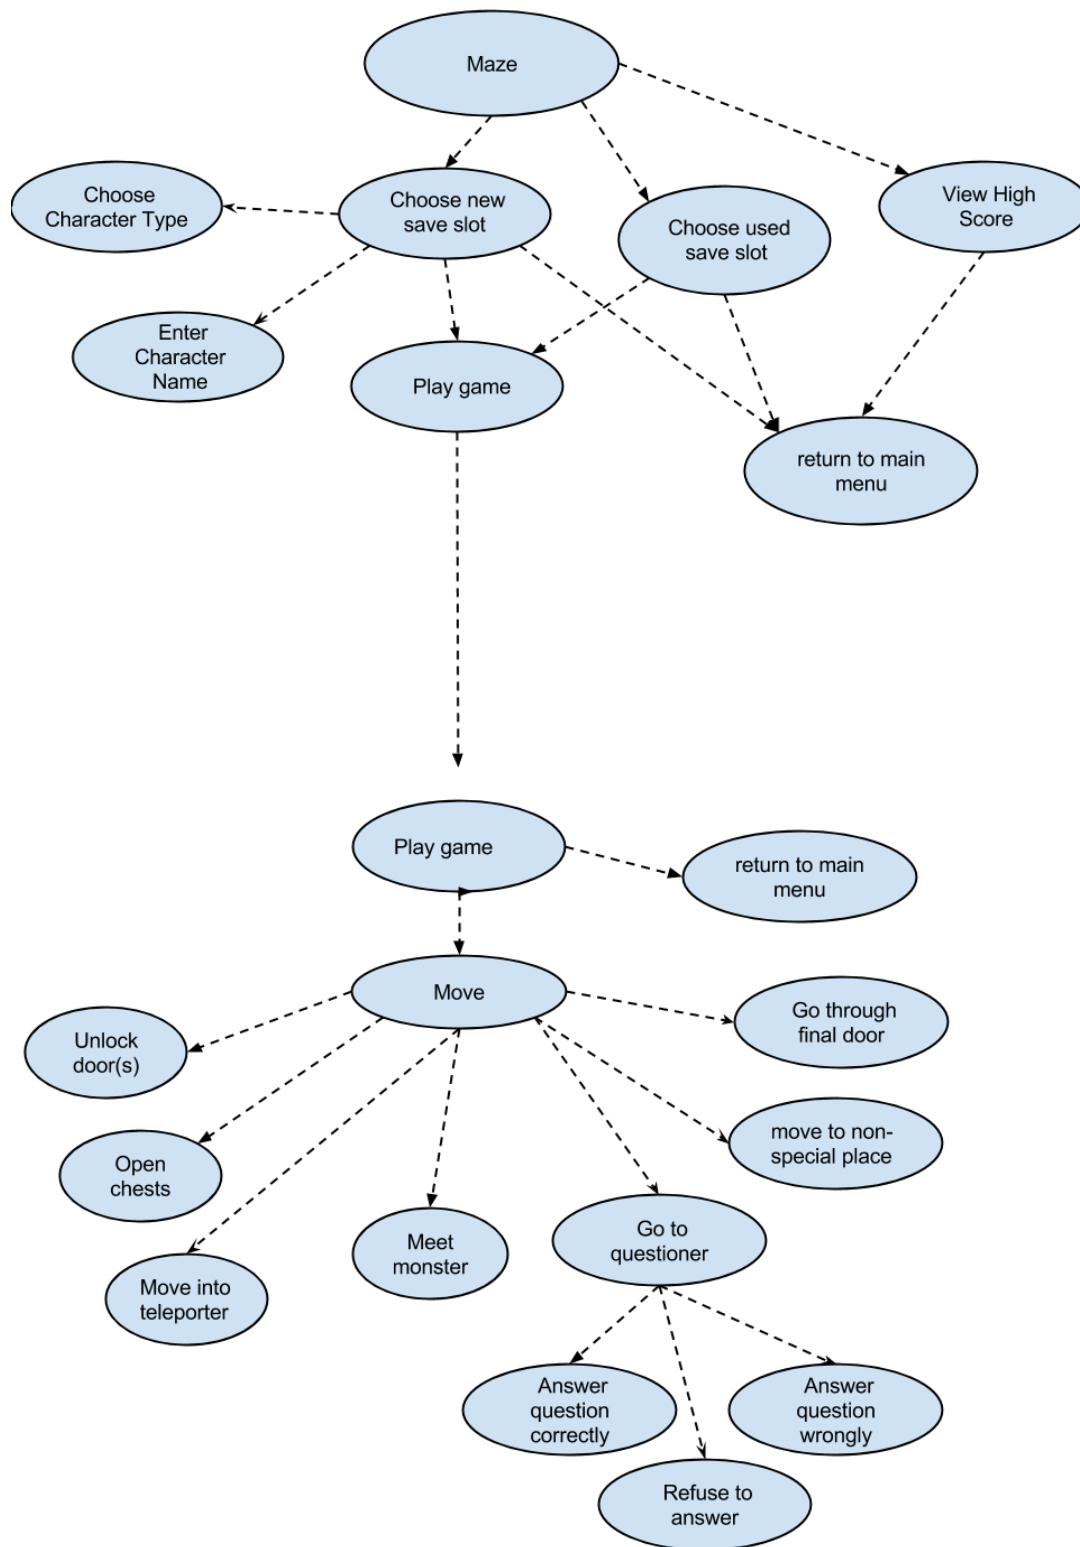 Maze
Choose
Character Type
Choose new
save slot
Choose used
save slot
View High
Score
Enter
Character
Name
Play game
return to main
menu
Play game
return to main
menu
Move
Unlock
door(s)
Go through
final door
Open
chests
move to non-
special place
Move into
teleporter
Meet
monster
Go to
questioner
Answer
question
correctly
Answer
question
wrongly
Refuse to
answer